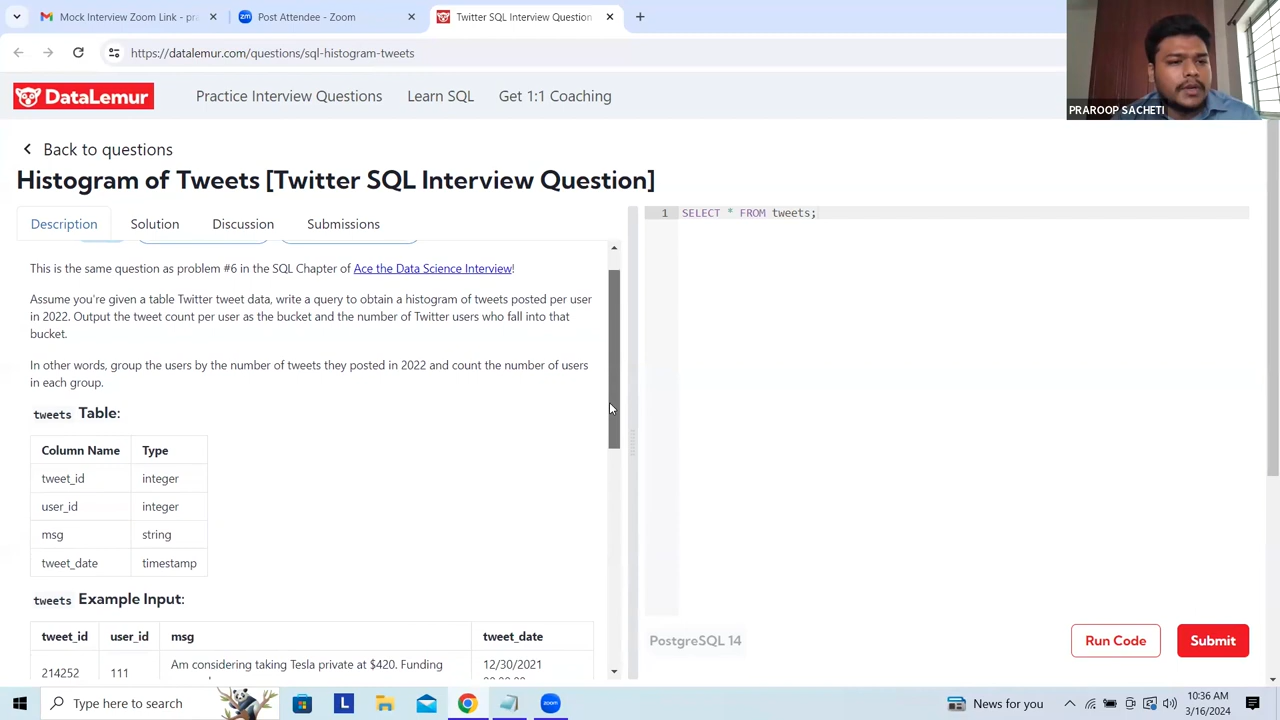 Mock Interview Zoom Link - pra
Post Attendee - Zoom
Twitter SQL Interview Question
https://datalemur.com/questions/sql-histogram-tweets
PRAROOP SACHETI
DataLemur
Practice Interview Questions
Learn SQL
Get 1:1 Coaching
Back to questions
Histogram of Tweets [Twitter SQL Interview Question]
Description
Solution
Discussion
Submissions
1 SELECT * FROM tweets;
This is the same question as problem #6 in the SQL Chapter of Ace the Data Science Interview!
Assume you're given a table Twitter tweet data, write a query to obtain a histogram of tweets posted per user
in 2022. Output the tweet count per user as the bucket and the number of Twitter users who fall into that
bucket.
In other words, group the users by the number of tweets they posted in 2022 and count the number of users
in each group.
tweets Table:
Column Name Type
tweet_id integer
user_id integer
msg string
tweet_date timestamp
tweets Example Input:
tweet_id user_id msg tweet_date
214252 111 Am considering taking Tesla private at $420. Funding 12/30/2021
PostgreSQL 14
Run Code
Submit
Type here to search
L
zoom
News for you
10:36 AM
3/16/2024